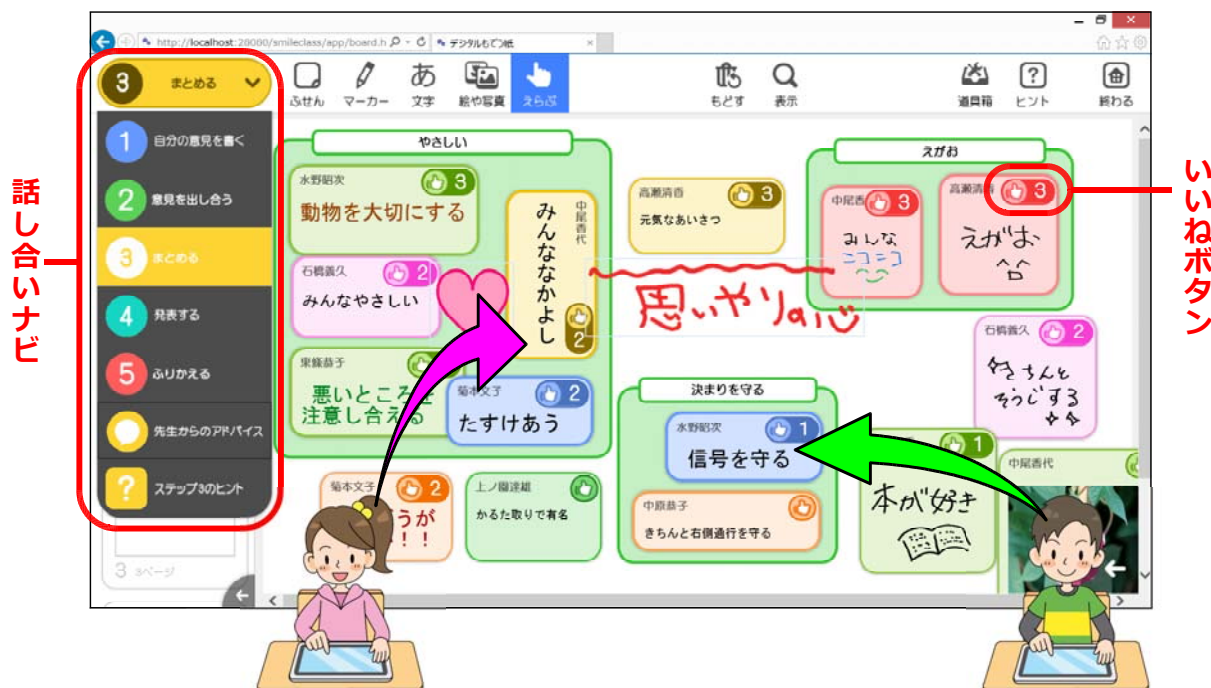 http://localhost:20080/smileclass/app/board.h
デジタルもぞう紙
3 まとめる
ふせん
マーカー
文字
絵や写真
えらぶ
もどす
表示
道具箱
ヒント
終わる
1 自分の意見を書く
2 意見を出し合う
3 まとめる
4 発表する
5 ふりかえる
先生からのアドバイス
? ステップ3のヒント
3 3ページ
話し合いナビ
いいねボタン
やさしい
水野昭次 3
動物を大切にする
石橋義久 2
みんなやさしい
中尾香代
みんななかよし
2
東條恭子
悪いところを
注意し合える
菊本文子 2
たすけあう
高瀬清香 3
元気なあいさつ
思いやりの心
えがお
中尾香 3
みんな
ニコニコ
高瀬清香 3
えがお
石橋義久 2
きちんと
そうじする
決まりを守る
水野昭次 1
信号を守る
中原恭子
きちんと右側通行を守る
1
本が好き
中尾香代
菊本文子 2
うが
!!
上ノ園達雄
かるた取りで有名